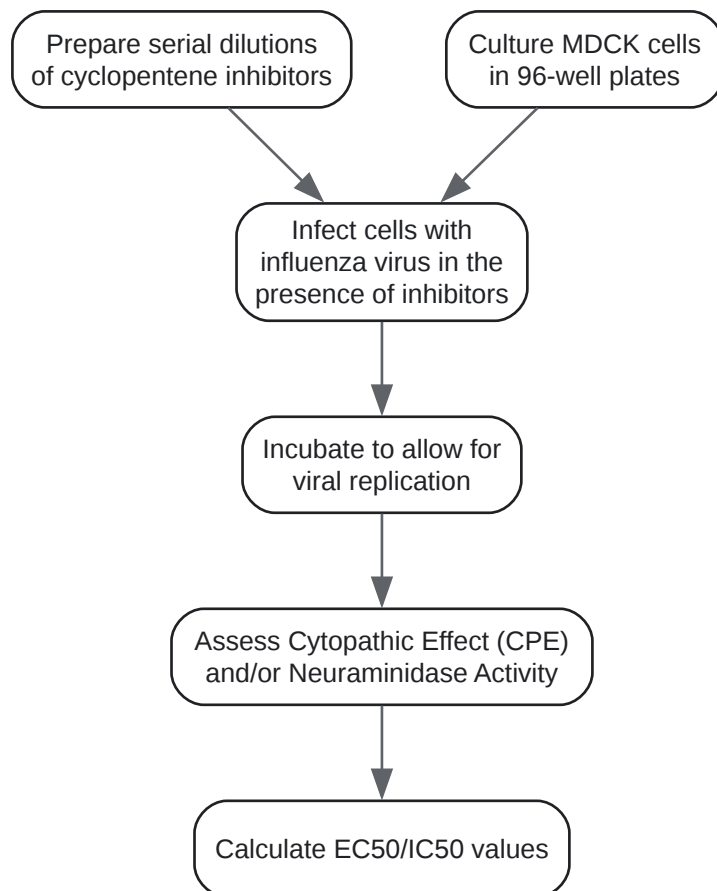 Prepare serial dilutions
of cyclopentene inhibitors
Culture MDCK cells
in 96-well plates
Infect cells with
influenza virus in the
presence of inhibitors
Incubate to allow for
viral replication
Assess Cytopathic Effect (CPE)
and/or Neuraminidase Activity
Calculate EC50/IC50 values